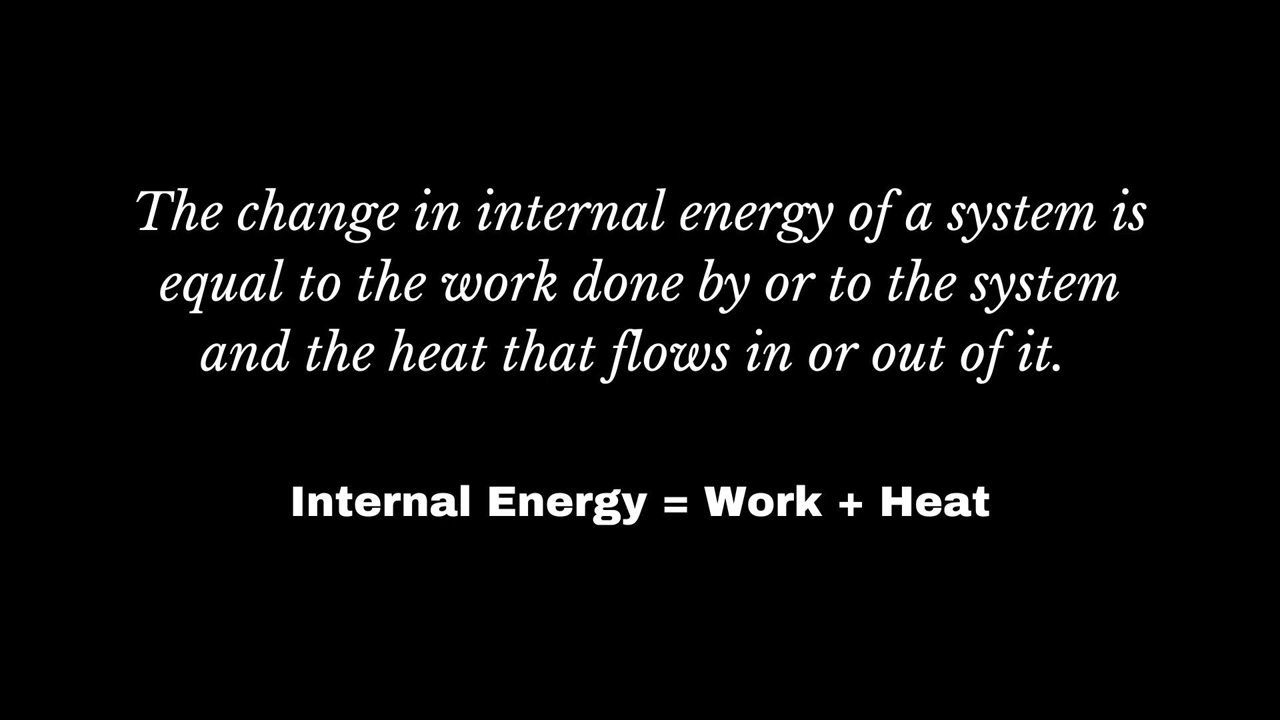 The change in internal energy of a system is
equal to the work done by or to the system
and the heat that flows in or out of it.
Internal Energy = Work + Heat